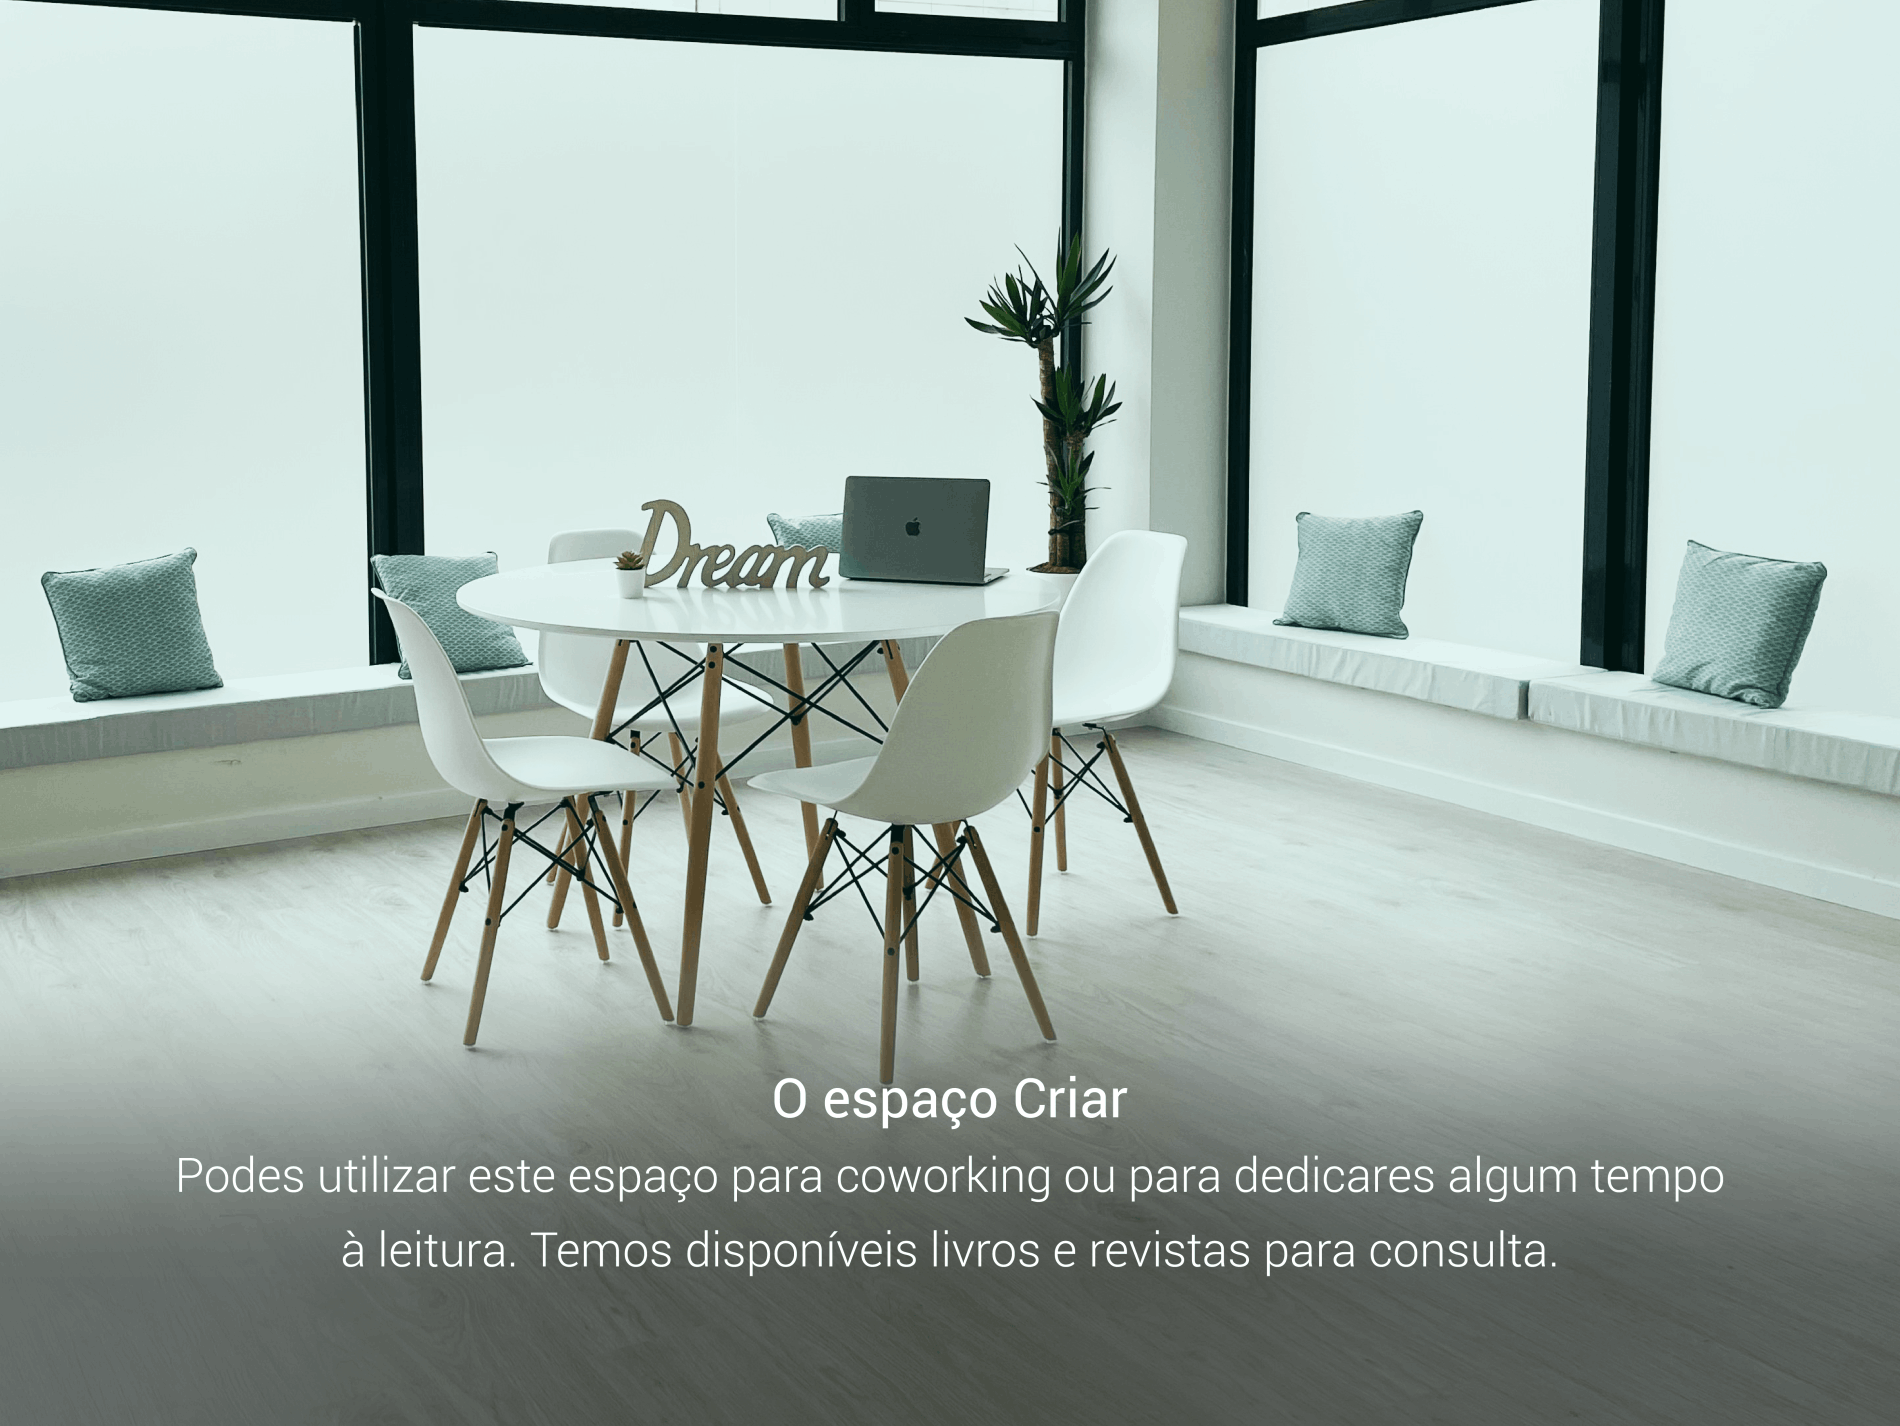 Dream
O espaço Criar
Podes utilizar este espaço para coworking ou para dedicares algum tempo
à leitura. Temos disponíveis livros e revistas para consulta.